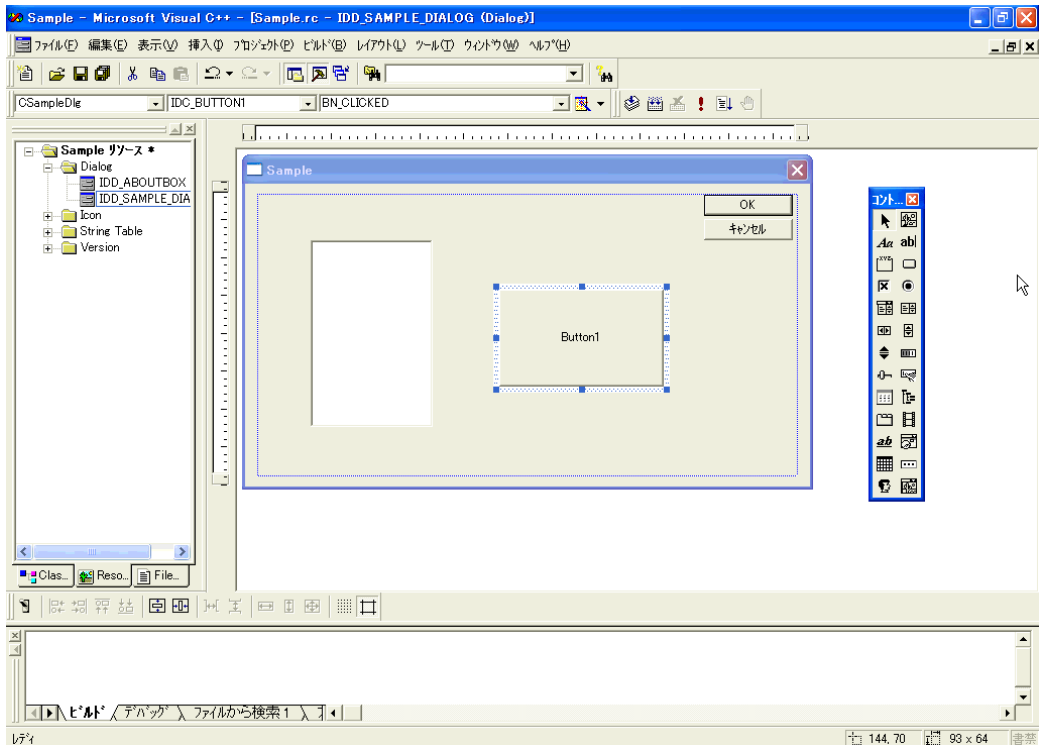 Sample - Microsoft Visual C++ - [Sample.rc - IDD_SAMPLE_DIALOG (Dialog)]
ファイル(F) 編集(E) 表示(V) 挿入(I) プロジェクト(P) ビルド(B) レイアウト(L) ツール(T) ウィンドウ(W) ヘルプ(H)
CSampleDlg IDC_BUTTON1 BN_CLICKED
Sample リソース *
Dialog
IDD_ABOUTBOX
IDD_SAMPLE_DIA
Icon
String Table
Version
Clas... Reso... File...
Sample
OK
キャンセル
Button1
コント...
Aa ab|
XYZ
ab
ビルド デバッグ ファイルから検索 1
レディ
144, 70 93 x 64 書禁